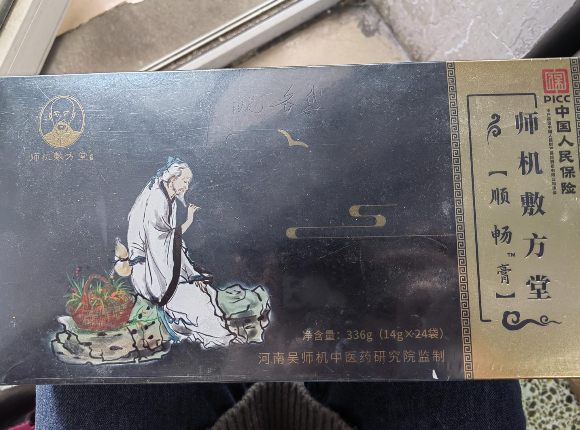 师机敷方堂
净含量：336g（14g×24袋）
河南吴师机中医药研究院监制
PICC
中国人民保险
师机敷方堂
【顺畅™膏】